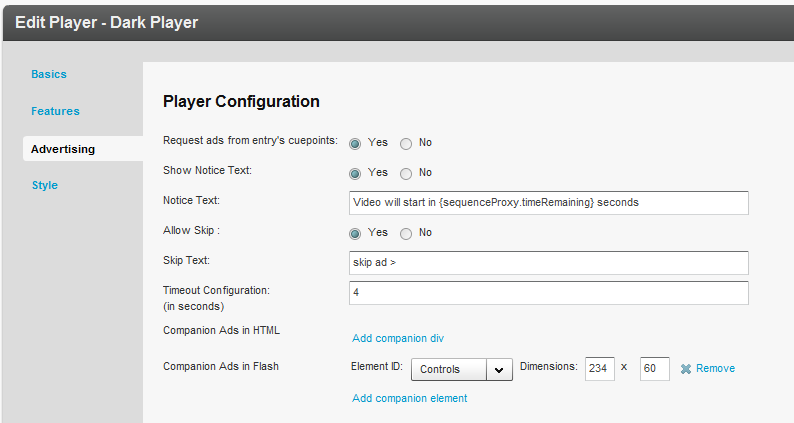 Edit Player - Dark Player
Basics
Features
Advertising
Style
Player Configuration
Request ads from entry's cuepoints: Yes No
Show Notice Text: Yes No
Notice Text: Video will start in {sequenceProxy.timeRemaining} seconds
Allow Skip : Yes No
Skip Text: skip ad >
Timeout Configuration: 4
(in seconds)
Companion Ads in HTML
Add companion div
Companion Ads in Flash Element ID: Controls Dimensions: 234 x 60 Remove
Add companion element